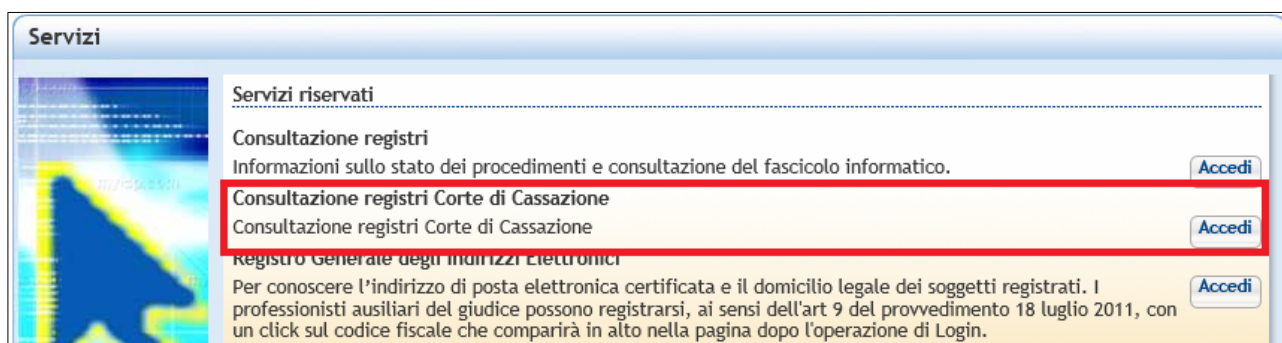 Servizi
Servizi riservati
Consultazione registri
Informazioni sullo stato dei procedimenti e consultazione del fascicolo informatico.
Accedi
Consultazione registri Corte di Cassazione
Consultazione registri Corte di Cassazione
Accedi
Registro Generale degli Indirizzi Elettronici
Per conoscere l'indirizzo di posta elettronica certificata e il domicilio legale dei soggetti registrati. I
Accedi
professionisti ausiliari del giudice possono registrarsi, ai sensi dell'art 9 del provvedimento 18 luglio 2011, con
un click sul codice fiscale che comparirà in alto nella pagina dopo l'operazione di Login.